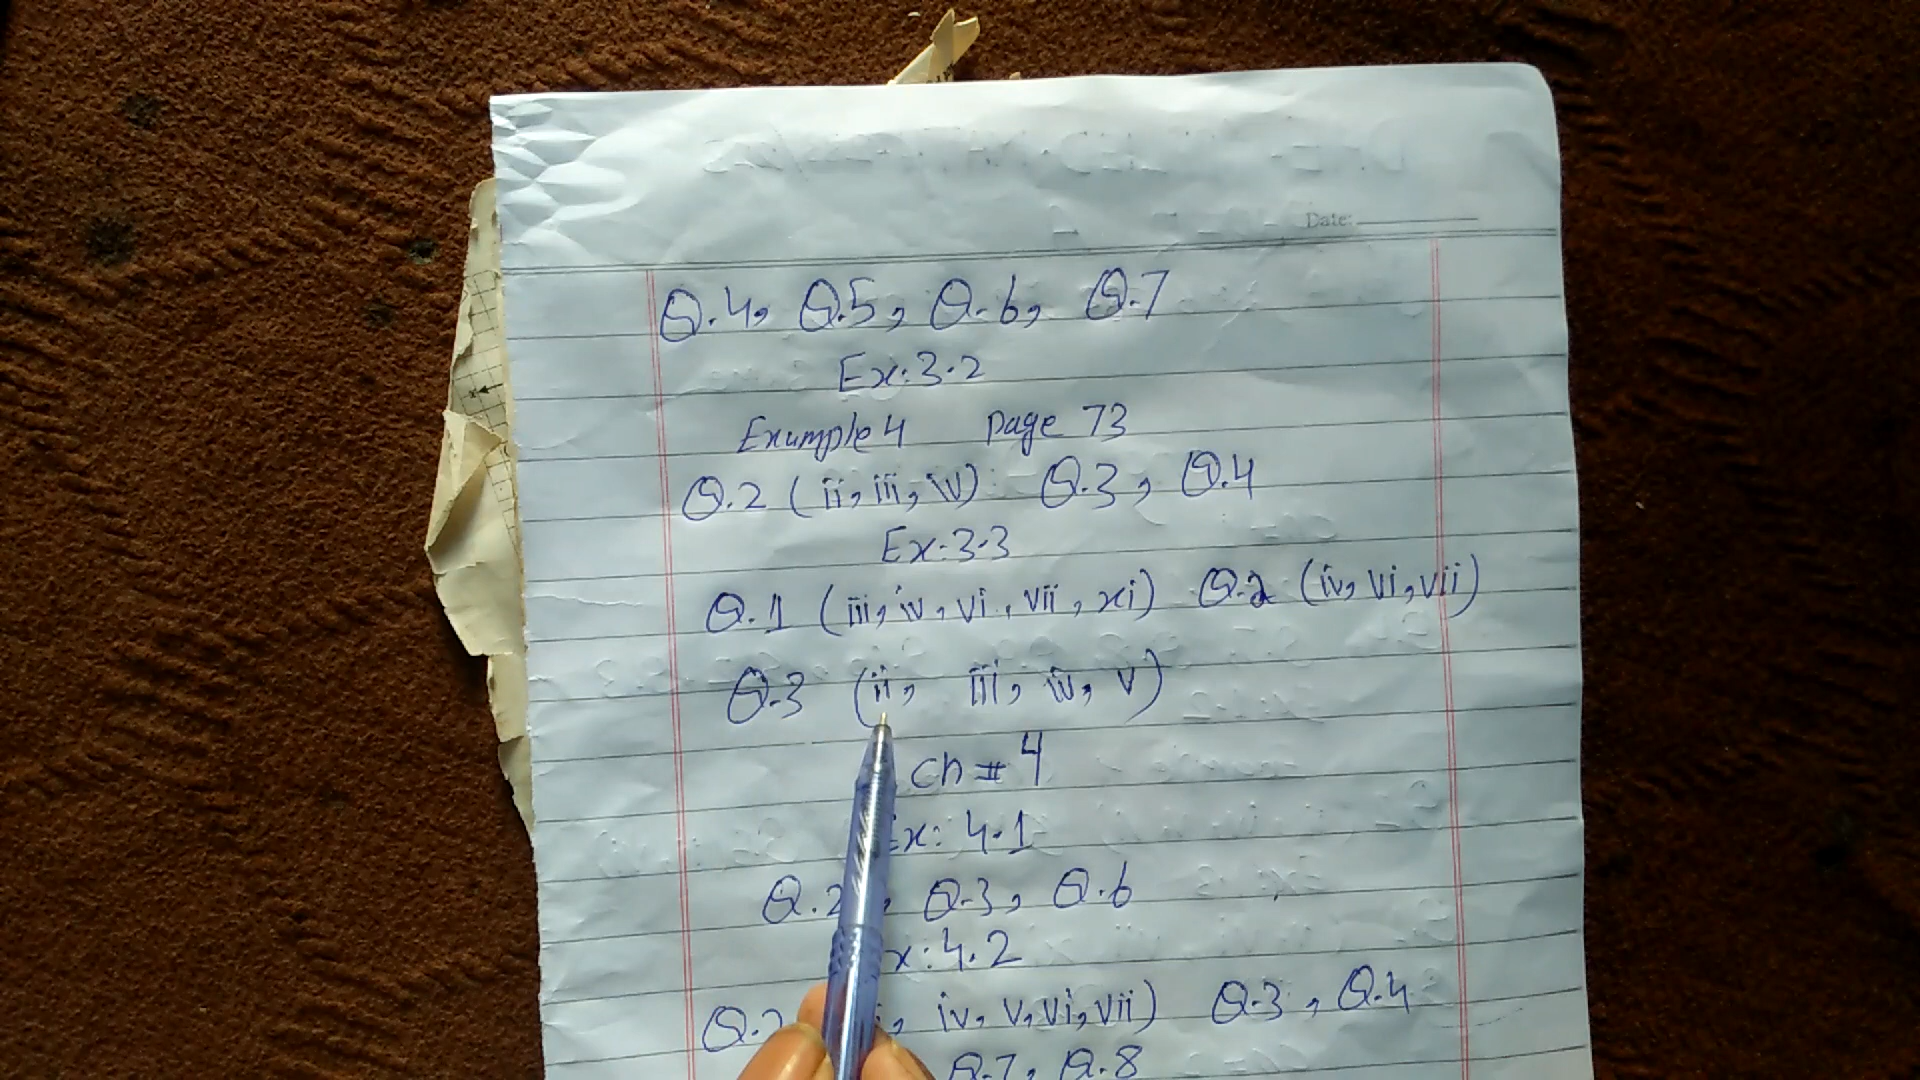 Date:
Q.4, Q.5, Q.6, Q.7
Ex:3.2
Example 4 page 73
Q.2 (ii, iii, iv) Q.3, Q.4
Ex:3.3
Q.1 (iii, iv, vi, vii, xi) Q.2 (iv, vi, vii)
Q.3 (ii, iii, iv, v)
Ch # 4
Ex: 4.1
Q.2, Q.3, Q.6
x: 4.2
iv, v, vi, vii) Q.3, Q.4
Q.7, Q.8